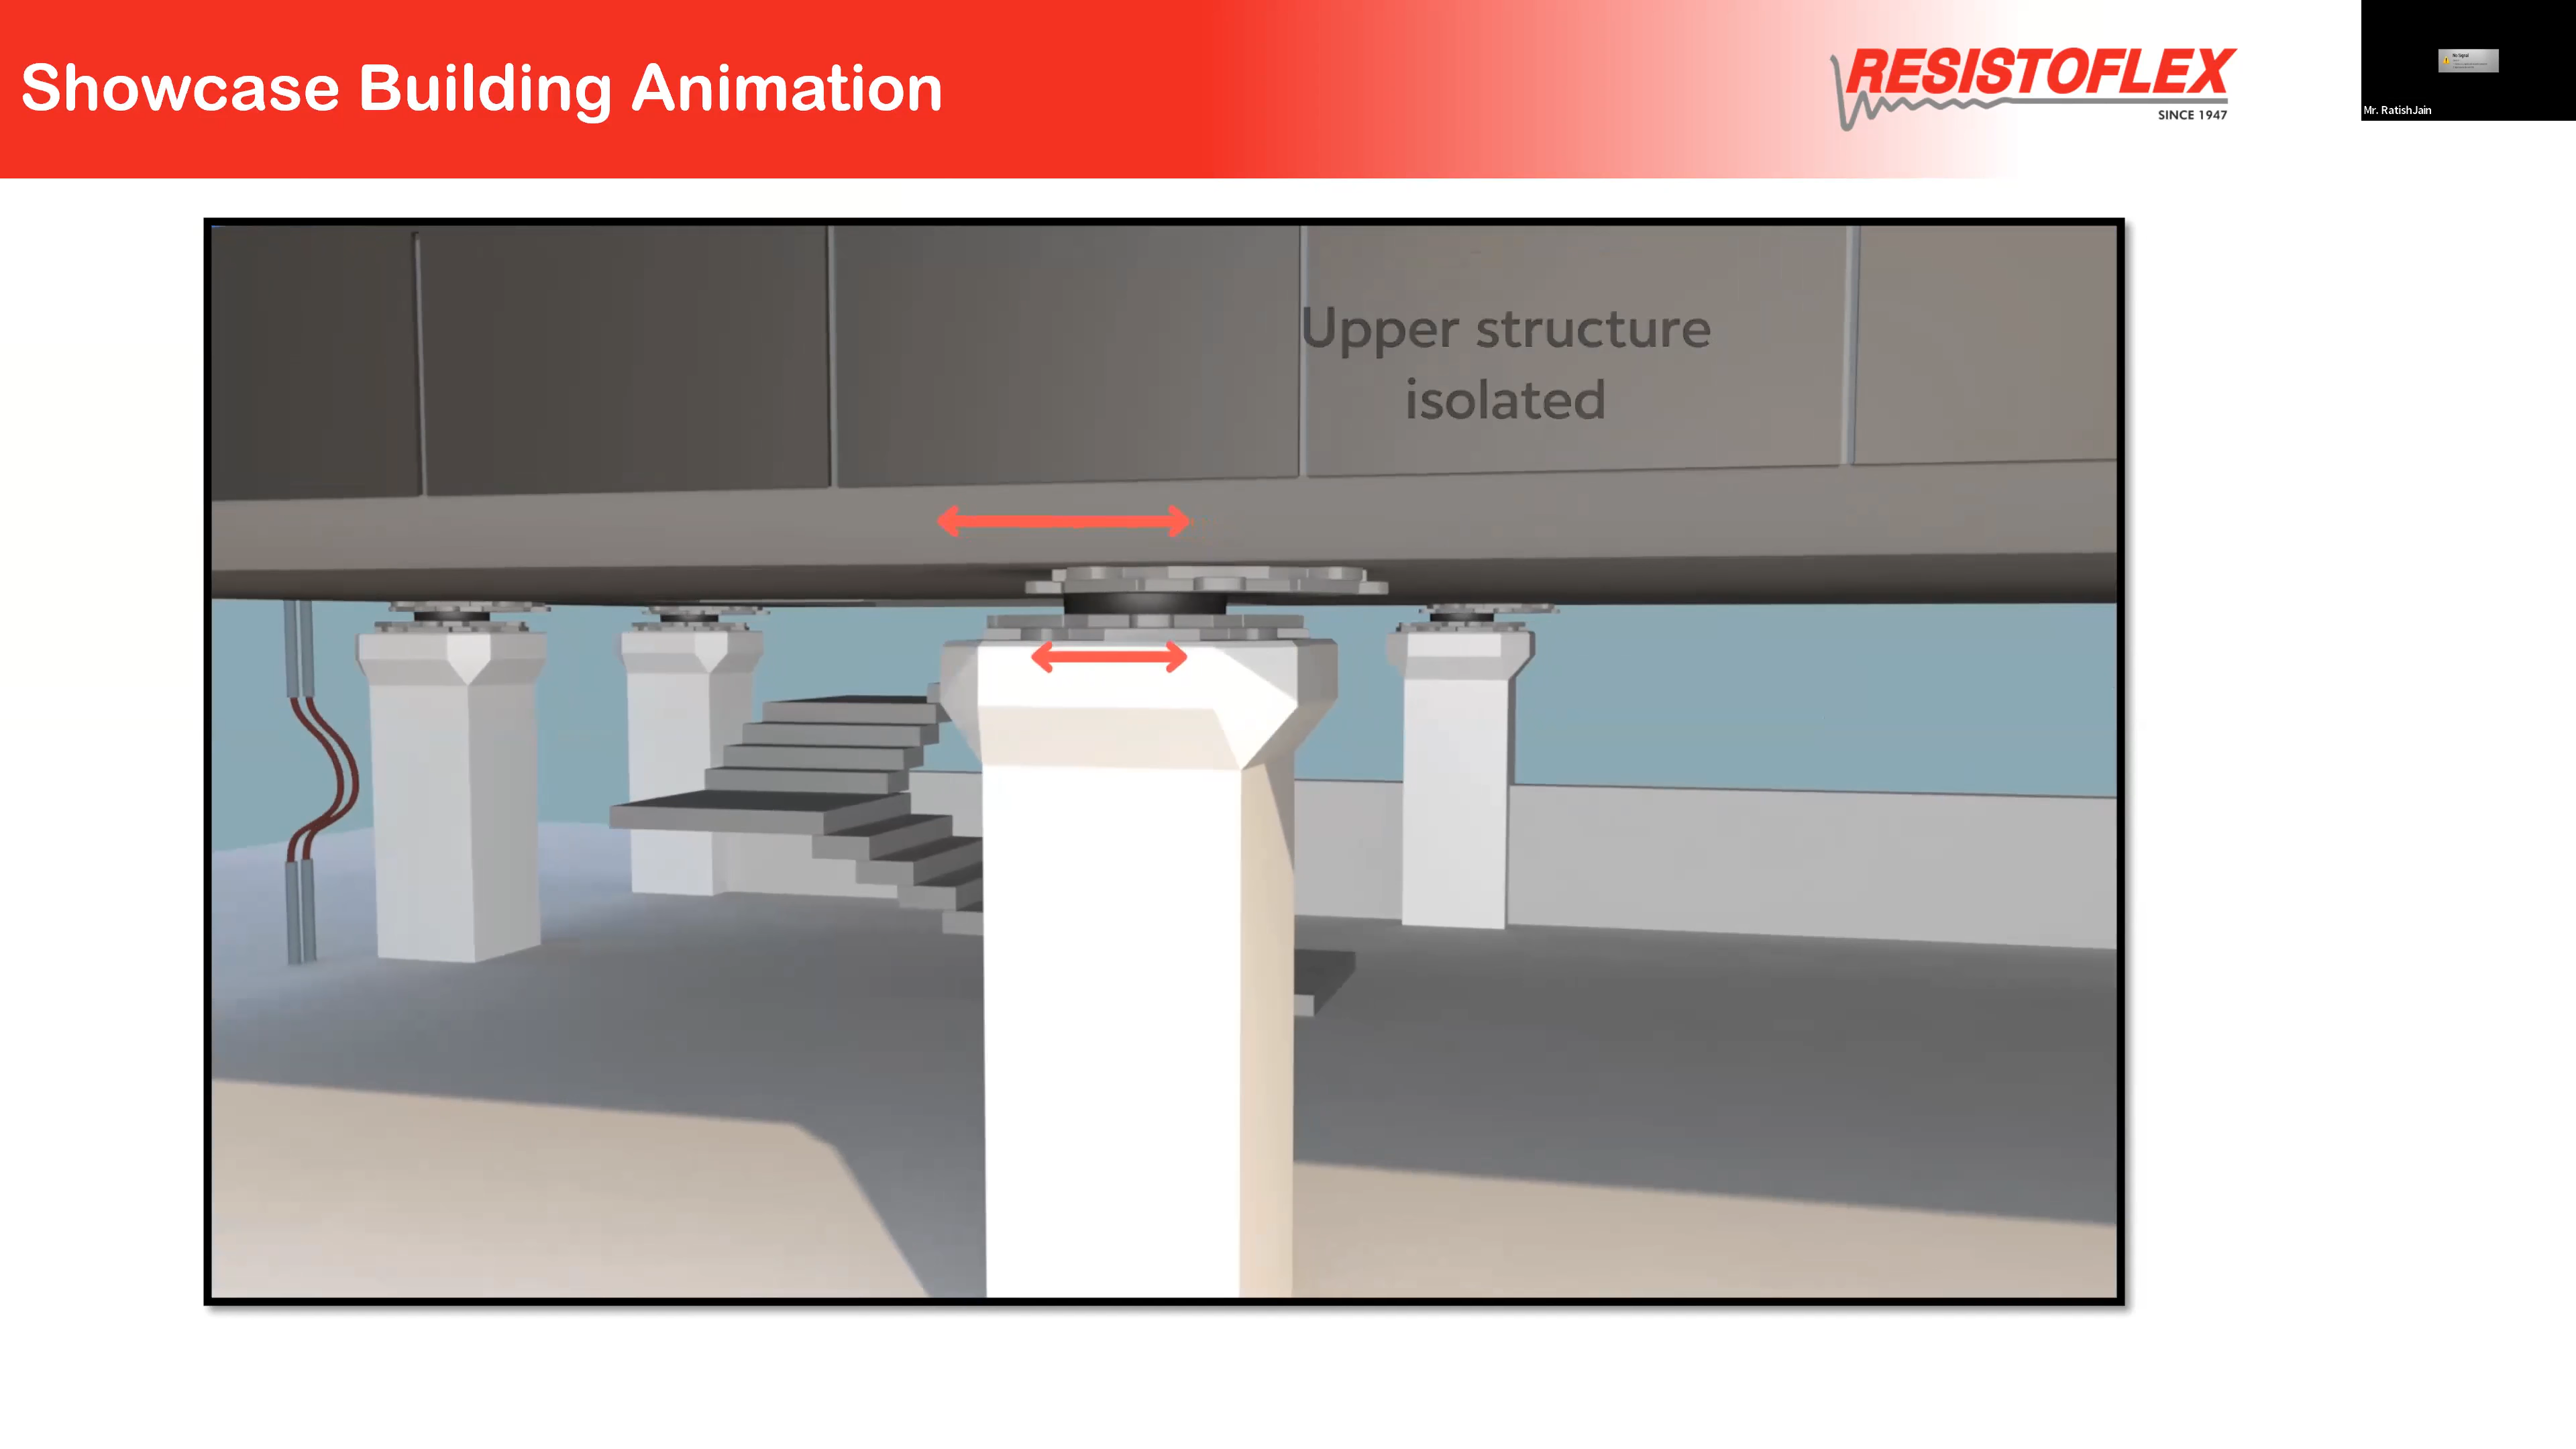 Showcase Building Animation
RESISTOFLEX
SINCE 1947
Mr. RatishJain
Upper structure
isolated